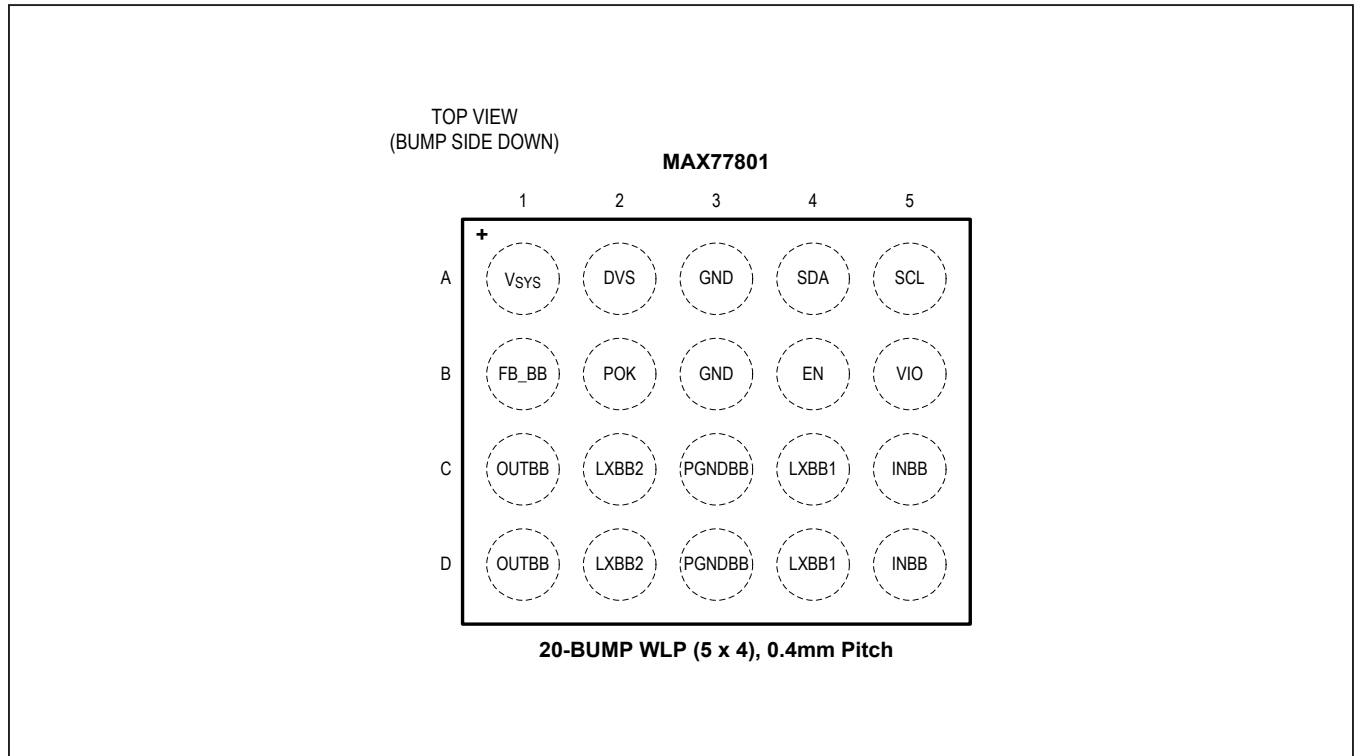 TOP VIEW
(BUMP SIDE DOWN)
MAX77801
1 2 3 4 5
+
A VSYS DVS GND SDA SCL
B FB_BB POK GND EN VIO
C OUTBB LXBB2 PGNDBB LXBB1 INBB
D OUTBB LXBB2 PGNDBB LXBB1 INBB
20-BUMP WLP (5 x 4), 0.4mm Pitch